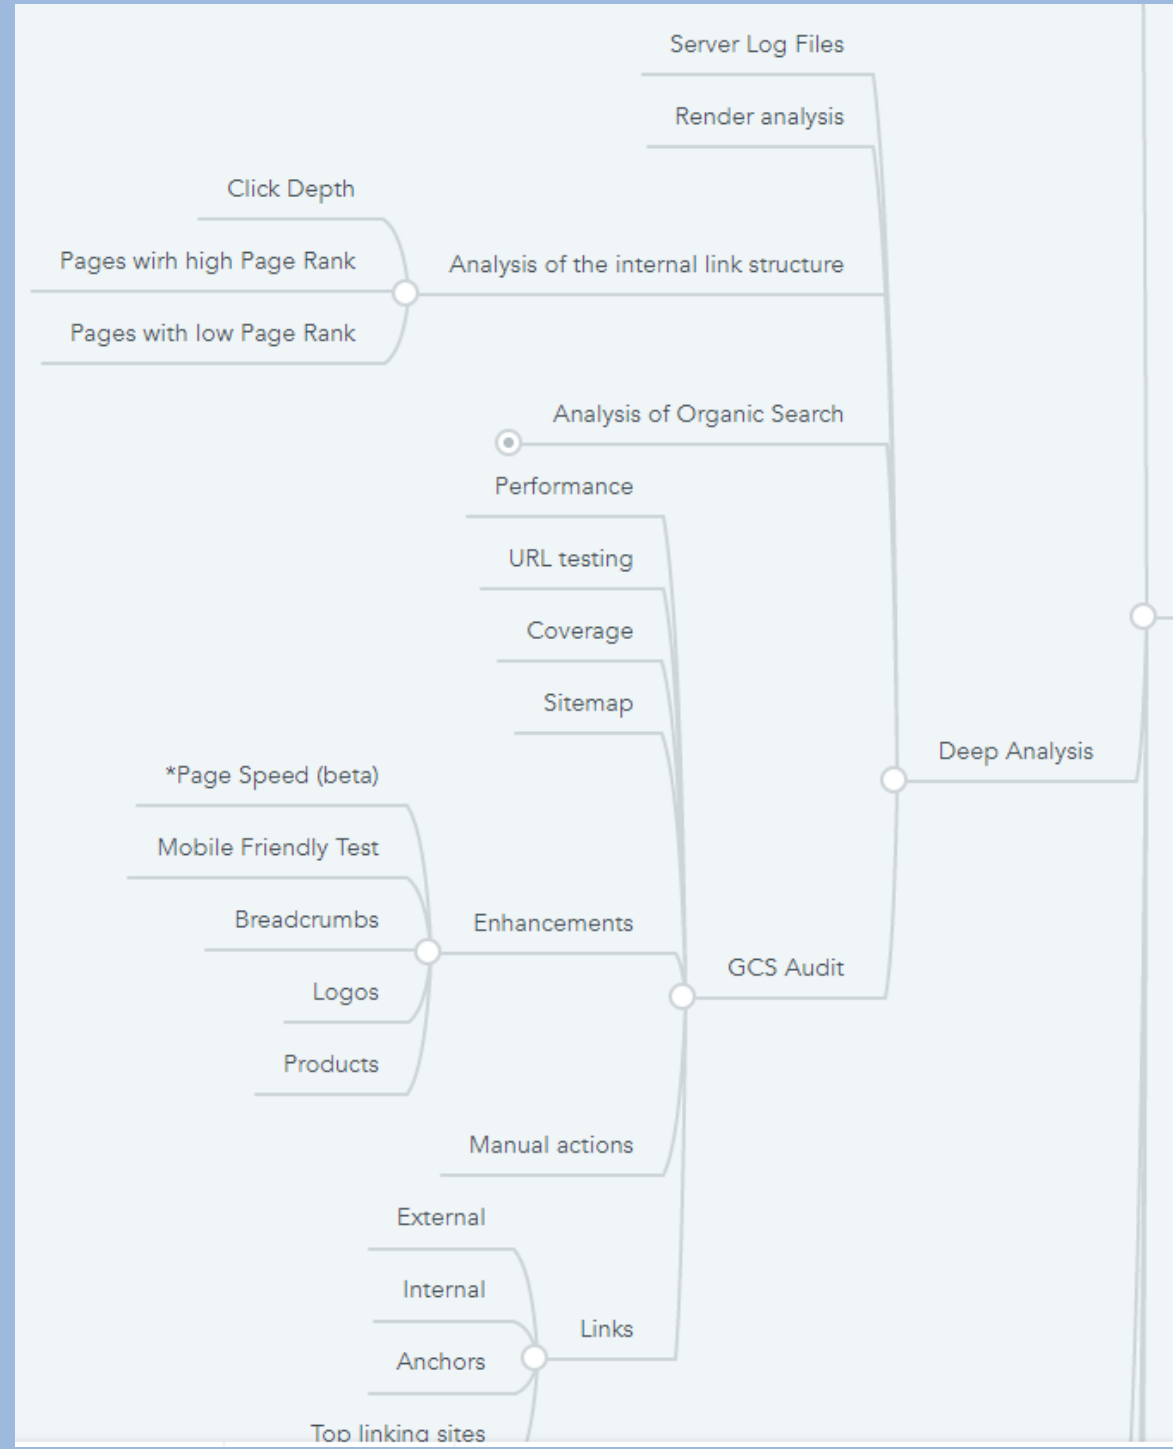 Server Log Files
Render analysis
Click Depth
Pages wirh high Page Rank
Analysis of the internal link structure
Pages with low Page Rank
Analysis of Organic Search
Performance
URL testing
Coverage
Sitemap
Deep Analysis
*Page Speed (beta)
Mobile Friendly Test
Breadcrumbs
Enhancements
GCS Audit
Logos
Products
Manual actions
External
Internal
Links
Anchors
Top linking sites